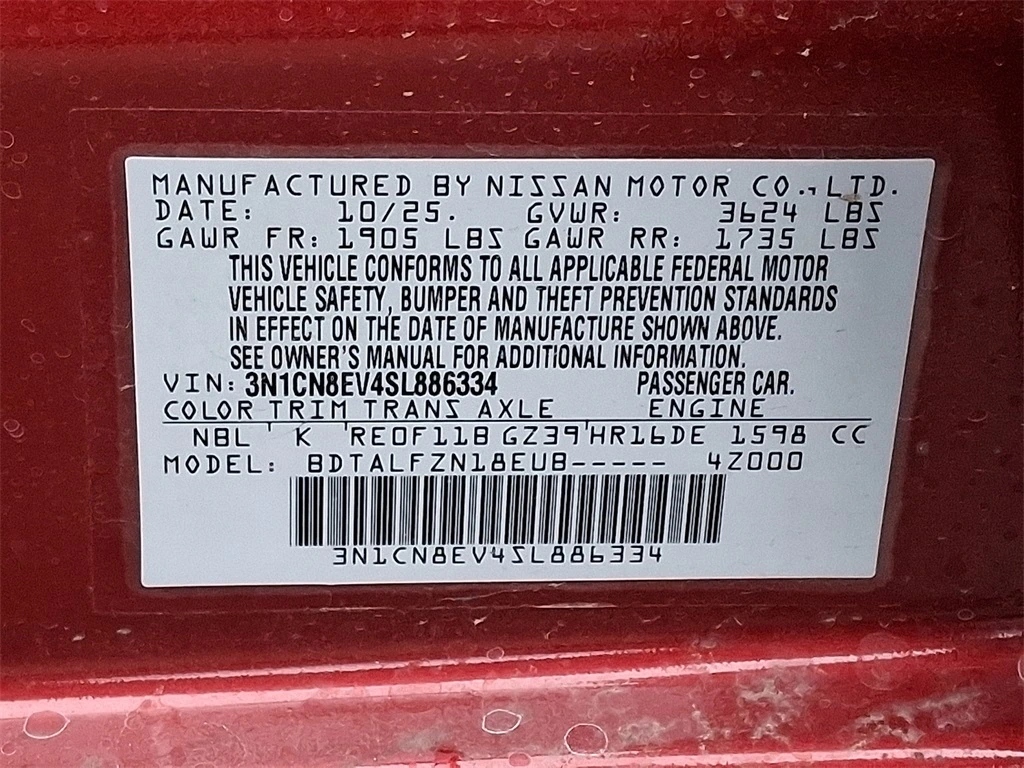 MANUFACTURED BY NISSAN MOTOR CO., LTD.
DATE: 10/25. GVWR: 3624 LBS
GAWR FR: 1905 LBS GAWR RR: 1735 LBS
THIS VEHICLE CONFORMS TO ALL APPLICABLE FEDERAL MOTOR
VEHICLE SAFETY, BUMPER AND THEFT PREVENTION STANDARDS
IN EFFECT ON THE DATE OF MANUFACTURE SHOWN ABOVE.
SEE OWNER'S MANUAL FOR ADDITIONAL INFORMATION.
VIN: 3N1CN8EV4SL886334 PASSENGER CAR.
COLOR TRIM TRANS AXLE ENGINE
NBL K RE0F11B GZ39 HR16DE 1598 CC
MODEL: BDTALFZN18EUB----- 4Z000
3N1CN8EV4SL886334